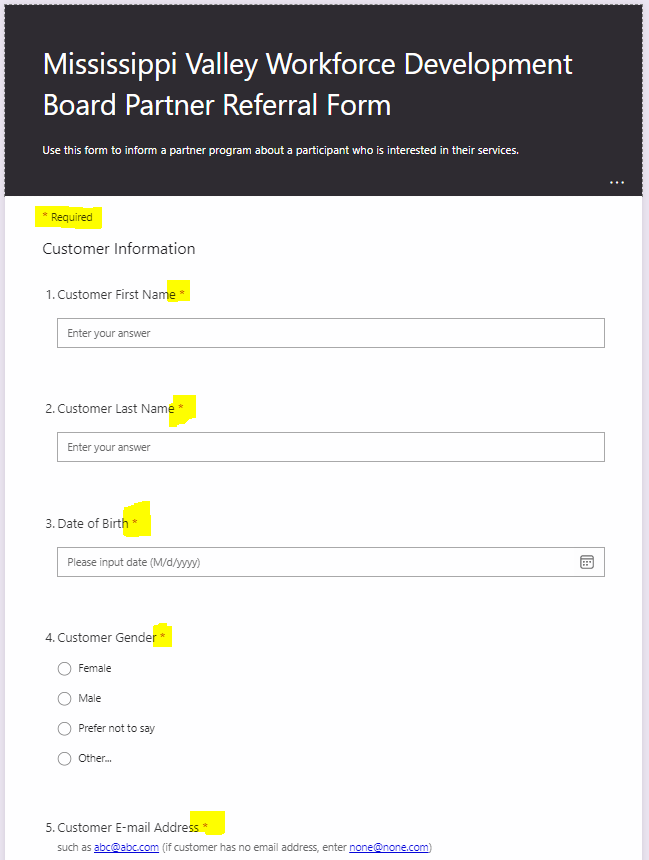 Mississippi Valley Workforce Development
Board Partner Referral Form
Use this form to inform a partner program about a participant who is interested in their services.
...
* Required
Customer Information
1. Customer First Name *
Enter your answer
2. Customer Last Name *
Enter your answer
3. Date of Birth *
Please input date (M/d/yyyy)
4. Customer Gender *
Female
Male
Prefer not to say
Other...
5. Customer E-mail Address *
such as abc@abc.com (if customer has no email address, enter none@none.com)